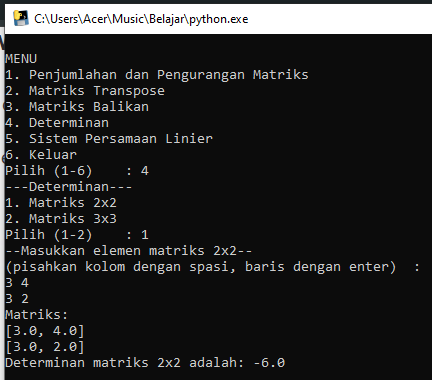 C:\Users\Acer\Music\Belajar\python.exe
MENU
1. Penjumlahan dan Pengurangan Matriks
2. Matriks Transpose
3. Matriks Balikan
4. Determinan
5. Sistem Persamaan Linier
6. Keluar
Pilih (1-6)    : 4
---Determinan---
1. Matriks 2x2
2. Matriks 3x3
Pilih (1-2)    : 1
--Masukkan elemen matriks 2x2--
(pisahkan kolom dengan spasi, baris dengan enter)  :
3 4
3 2
Matriks:
[3.0, 4.0]
[3.0, 2.0]
Determinan matriks 2x2 adalah: -6.0